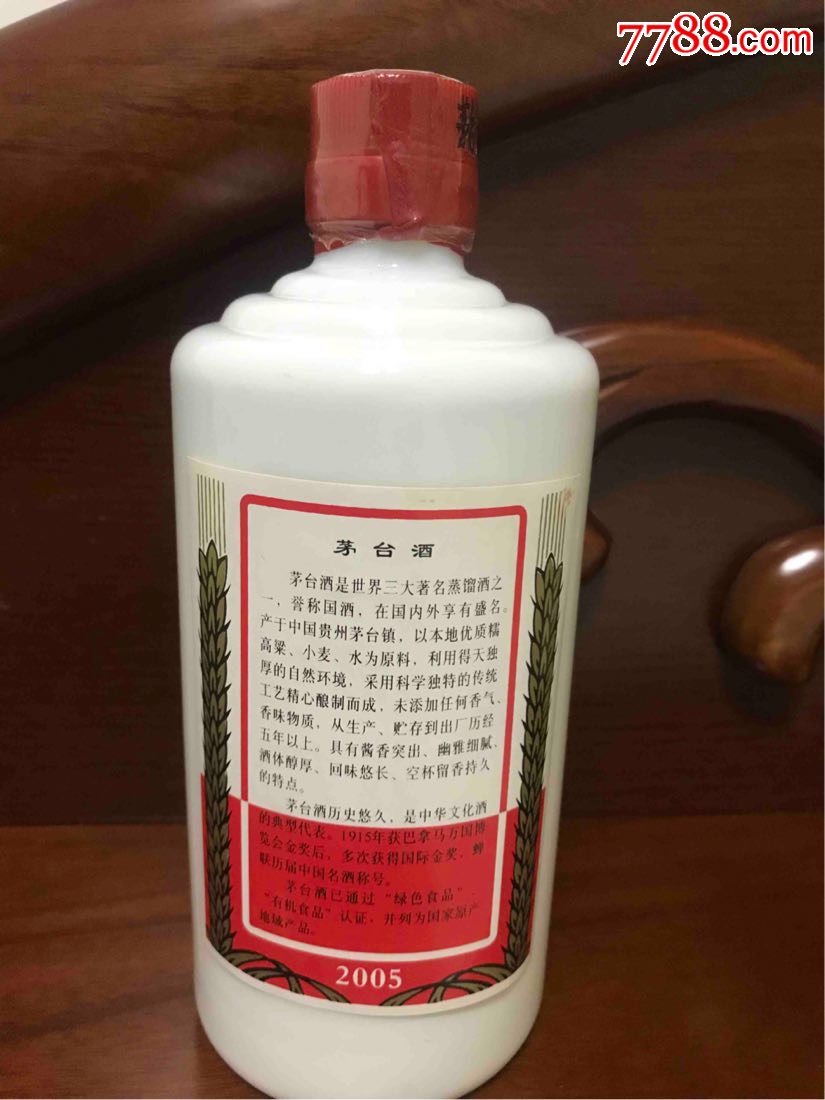 7788.com
茅台酒
茅台酒是世界三大著名蒸馏酒之
一，誉称国酒，在国内外享有盛名。
产于中国贵州茅台镇，以本地优质糯
高粱、小麦、水为原料，利用得天独
厚的自然环境，采用科学独特的传统
工艺精心酿制而成，未添加任何香气、
香味物质，从生产、贮存到出厂历经
五年以上。具有酱香突出、幽雅细腻、
酒体醇厚、回味悠长、空杯留香持久
的特点。
茅台酒历史悠久，是中华文化酒
的典型代表。1915年获巴拿马万国博
览会金奖后，多次获得国际金奖，蝉
联历届中国名酒称号。
茅台酒已通过“绿色食品”、
“有机食品”认证，并列为国家原产
地域产品。
2005